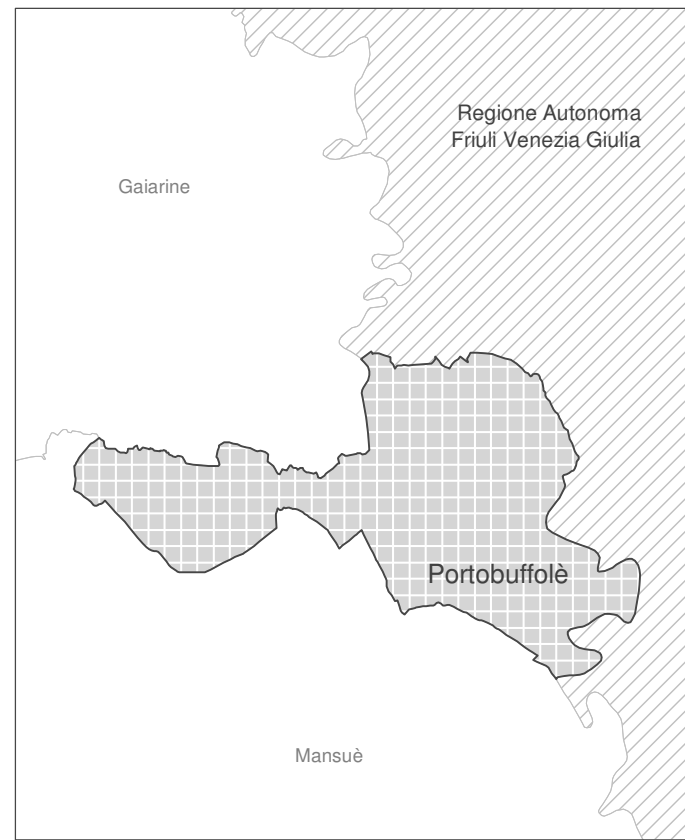 Regione Autonoma
Friuli Venezia Giulia
Gaiarine
Portobuffolè
Mansuè